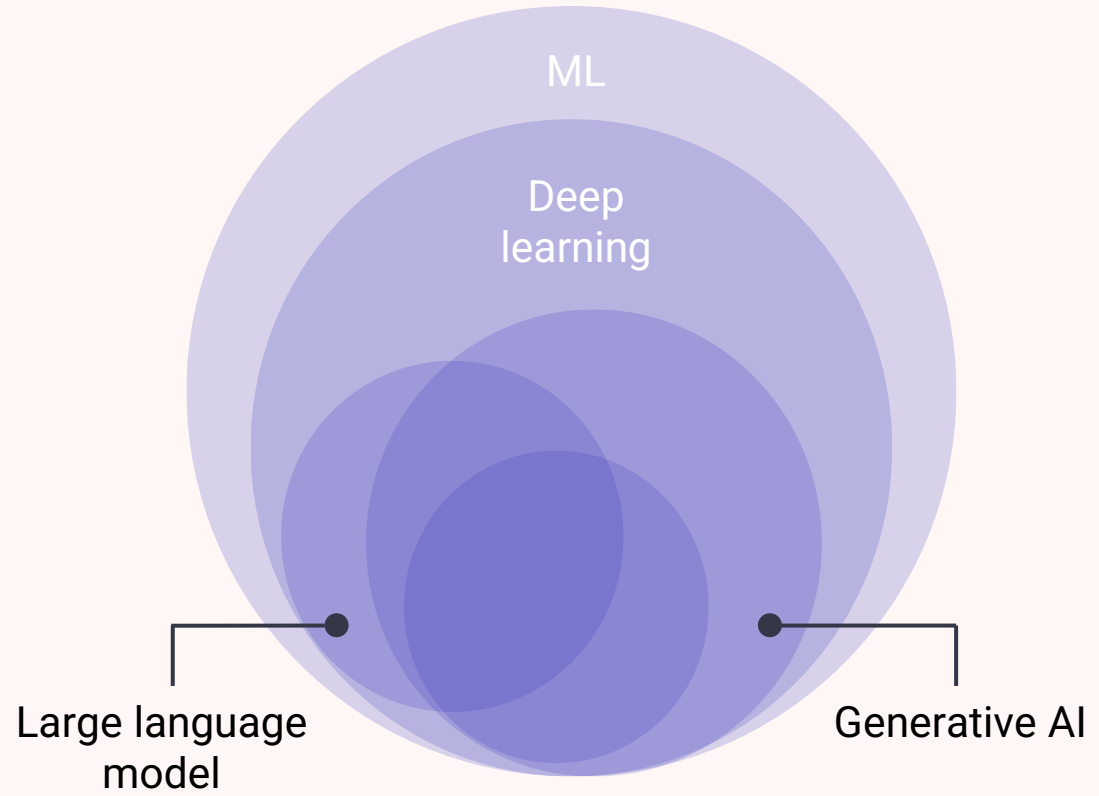 ML
Deep
learning
Large language
model
Generative AI